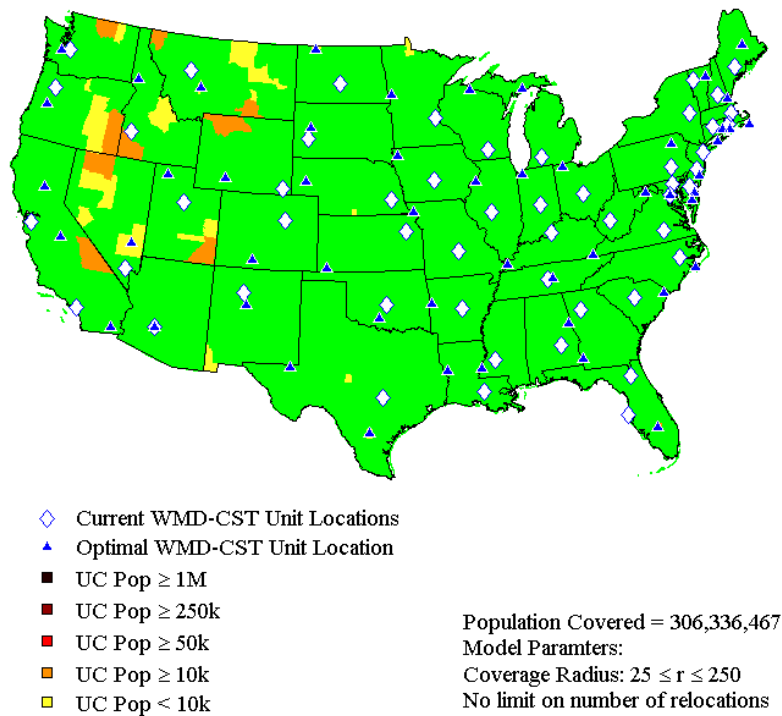 Current WMD-CST Unit Locations
Optimal WMD-CST Unit Location
UC Pop ≥ 1M
UC Pop ≥ 250k
UC Pop ≥ 50k
UC Pop ≥ 10k
UC Pop < 10k
Population Covered = 306,336,467
Model Paramters:
Coverage Radius: 25 ≤ r ≤ 250
No limit on number of relocations